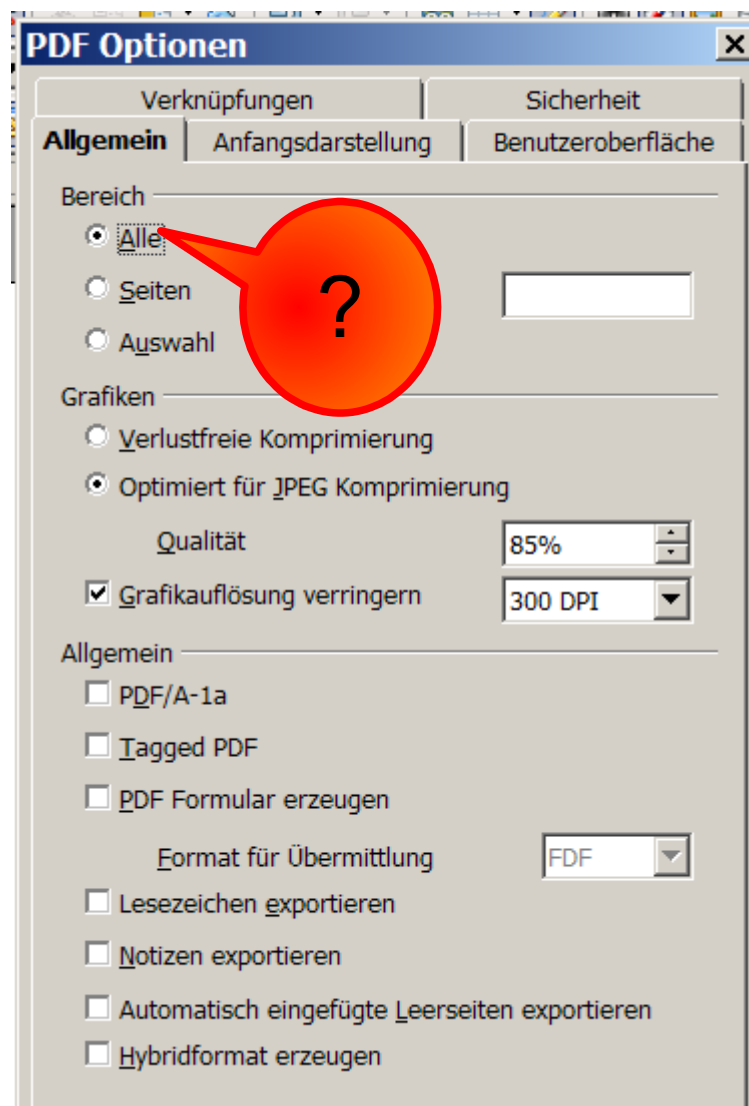 PDF Optionen
Verknüpfungen Sicherheit
Allgemein Anfangsdarstellung Benutzeroberfläche
Bereich
Alle
Seiten
?
Auswahl
Grafiken
Verlustfreie Komprimierung
Optimiert für JPEG Komprimierung
Qualität 85%
Grafikauflösung verringern 300 DPI
Allgemein
PDF/A-1a
Tagged PDF
PDF Formular erzeugen
Format für Übermittlung FDF
Lesezeichen exportieren
Notizen exportieren
Automatisch eingefügte Leerseiten exportieren
Hybridformat erzeugen